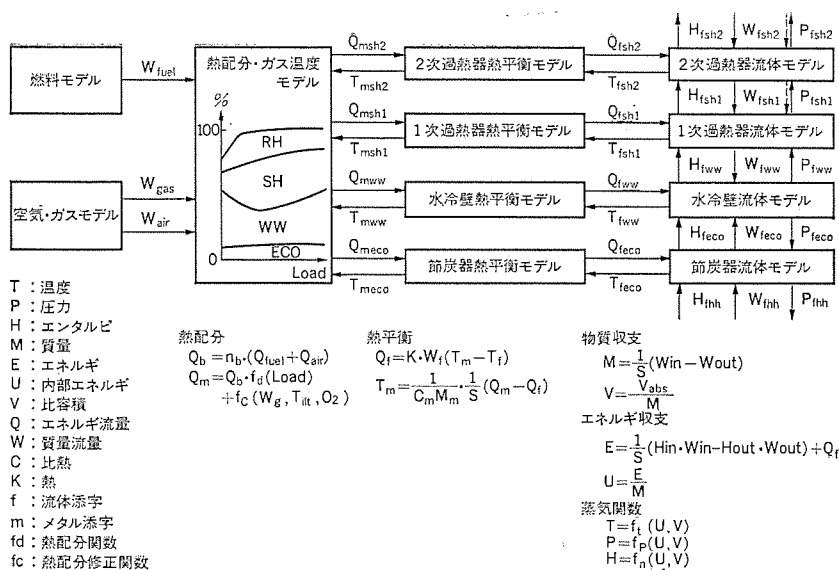 H_fsh2 W_fsh2 P_fsh2
燃料モデル
W_fuel
熱配分・ガス温度
モデル
%
100
RH
SH
WW
ECO
0
Load
Q_msh2
T_msh2
2次過熱器熱平衡モデル
Q_fsh2
T_fsh2
2次過熱器流体モデル
H_fsh1 W_fsh1 P_fsh1
Q_msh1
T_msh1
1次過熱器熱平衡モデル
Q_fsh1
T_fsh1
1次過熱器流体モデル
H_fww W_fww P_fww
空気・ガスモデル
W_gas
W_air
Q_mww
T_mww
水冷壁熱平衡モデル
Q_fww
T_fww
水冷壁流体モデル
H_feco W_feco P_feco
Q_meco
T_meco
節炭器熱平衡モデル
Q_feco
T_feco
節炭器流体モデル
H_fhh W_fhh P_fhh
T:温度
P:圧力
H:エンタルピ
M:質量
E:エネルギ
U:内部エネルギ
V:比容積
Q:エネルギ流量
W:質量流量
C:比熱
K:熱
f:流体添字
m:メタル添字
fd:熱配分関数
fc:熱配分修正関数
熱配分
Q_b=n_b・(Q_fuel+Q_air)
Q_m=Q_b・f_d(Load)
+f_C(W_g, T_ilt, O_2)
熱平衡
Q_f=K・W_f(T_m−T_f)
T_m=1/(C_m M_m)・1/S(Q_m−Q_f)
物質収支
M=1/S(Win−Wout)
V=V_abs/M
エネルギ収支
E=1/S(Hin・Win−Hout・Wout)+Q_f
U=E/M
蒸気関数
T=f_t(U,V)
P=f_P(U,V)
H=f_n(U,V)